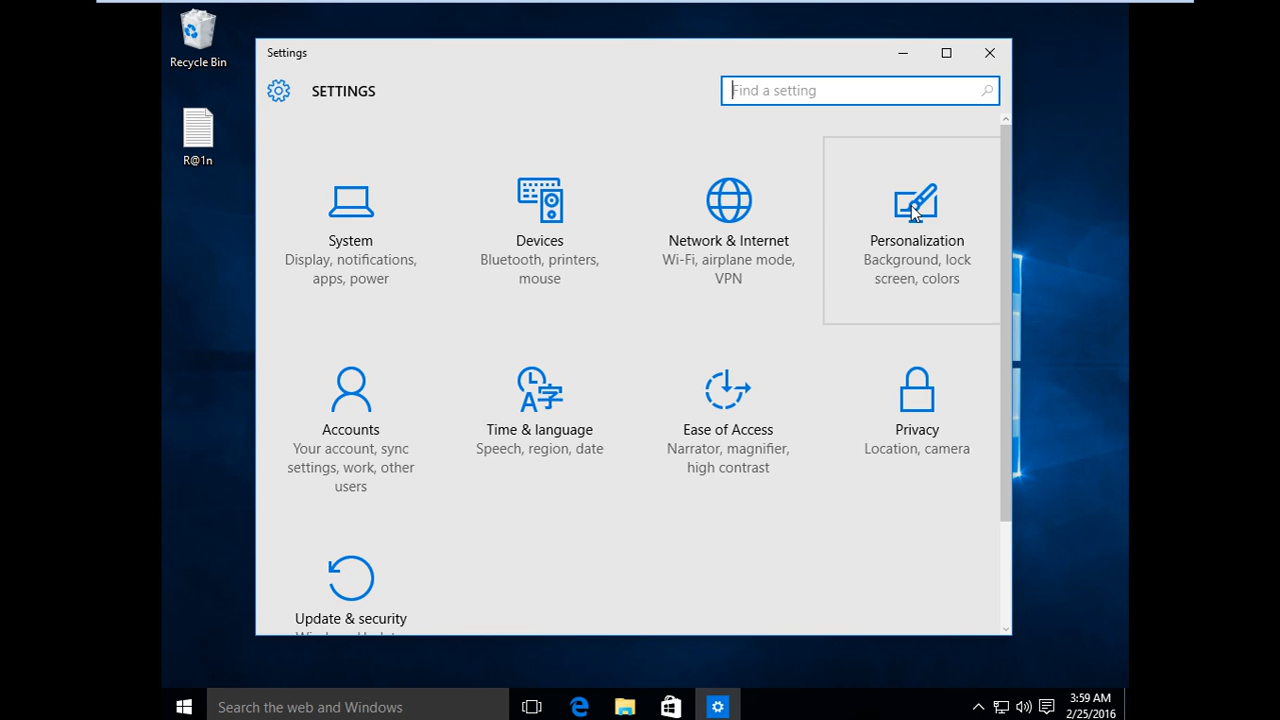 Recycle Bin
R@1n
Settings
SETTINGS
Find a setting
System
Display, notifications,
apps, power
Devices
Bluetooth, printers,
mouse
Network & Internet
Wi-Fi, airplane mode,
VPN
Personalization
Background, lock
screen, colors
Accounts
Your account, sync
settings, work, other
users
Time & language
Speech, region, date
Ease of Access
Narrator, magnifier,
high contrast
Privacy
Location, camera
Update & security
Search the web and Windows
3:59 AM
2/25/2016